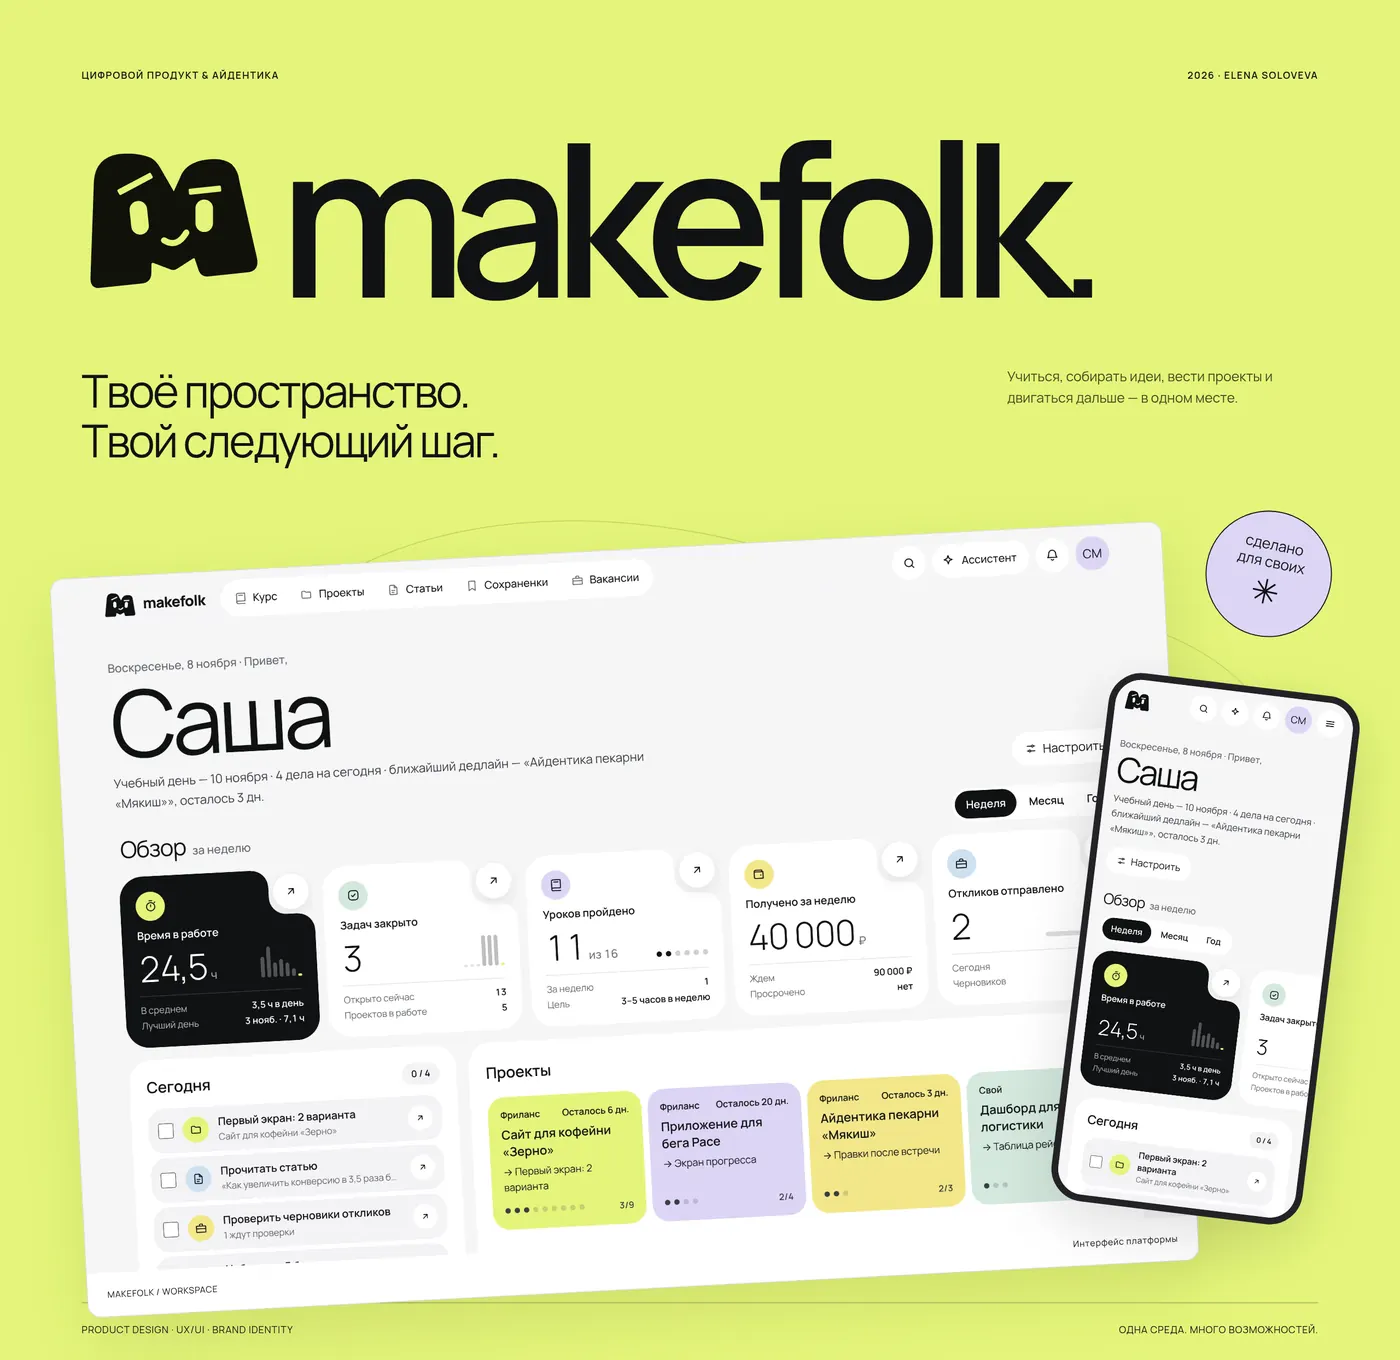 ЦИФРОВОЙ ПРОДУКТ & АЙДЕНТИКА
2026 · ELENA SOLOVEVA
makefolk.
Твоё пространство.
Твой следующий шаг.
Учиться, собирать идеи, вести проекты и
двигаться дальше — в одном месте.
сделано
для своих
makefolk
Курс
Проекты
Статьи
Сохраненки
Вакансии
Ассистент
СМ
Воскресенье, 8 ноября · Привет,
Саша
Учебный день — 10 ноября · 4 дела на сегодня · ближайший дедлайн — «Айдентика пекарни
«Мякиш»», осталось 3 дн.
Настроить
Неделя
Месяц
Го
Обзор за неделю
Время в работе
24,5 ч
В среднем 3,5 ч в день
Лучший день 3 нояб. · 7,1 ч
Задач закрыто
3
Открыто сейчас 13
Проектов в работе 5
Уроков пройдено
11 из 16
За неделю 1
Цель 3–5 часов в неделю
Получено за неделю
40 000 ₽
Ждем 90 000 ₽
Просрочено нет
Откликов отправлено
2
Сегодня
Черновиков
Сегодня
0 / 4
Первый экран: 2 варианта
Сайт для кофейни «Зерно»
Прочитать статью
«Как увеличить конверсию в 3,5 раза б…
Проверить черновики откликов
1 ждут проверки
Проекты
Фриланс Осталось 6 дн.
Сайт для кофейни
«Зерно»
→ Первый экран: 2
варианта
3/9
Фриланс Осталось 20 дн.
Приложение для
бега Pace
→ Экран прогресса
2/4
Фриланс Осталось 3 дн.
Айдентика пекарни
«Мякиш»
→ Правки после встречи
2/3
Свой
Дашборд для
логистики
→ Таблица рей
MAKEFOLK / WORKSPACE
Интерфейс платформы
СМ
Воскресенье, 8 ноября · Привет,
Саша
Учебный день — 10 ноября · 4 дела на сегодня ·
ближайший дедлайн — «Айдентика пекарни
«Мякиш»», осталось 3 дн.
Настроить
Обзор за неделю
Неделя
Месяц
Год
Время в работе
24,5 ч
В среднем 3,5 ч в день
Лучший день 3 нояб. · 7,1 ч
Задач закрыт
3
Открыто сейчас
Проектов в рабо
Сегодня
0 / 4
Первый экран: 2
варианта
Сайт для кофейни «Зерно»
PRODUCT DESIGN · UX/UI · BRAND IDENTITY
ОДНА СРЕДА. МНОГО ВОЗМОЖНОСТЕЙ.